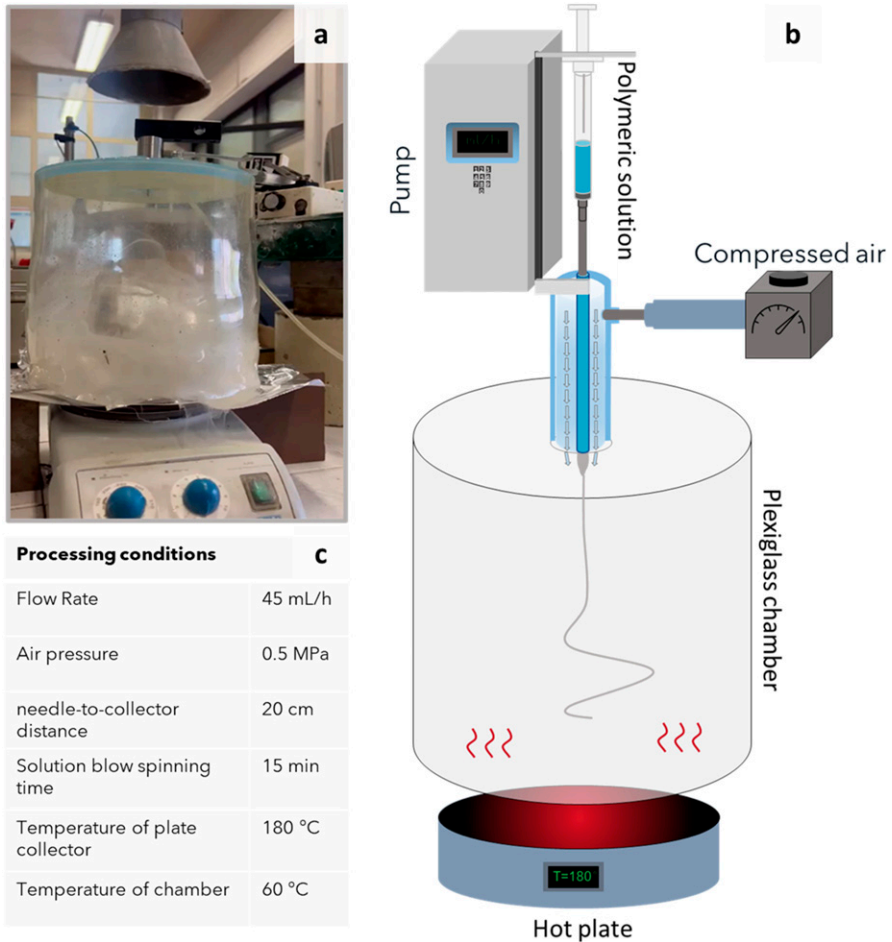 a
b
Pump
Polymeric solution
Compressed air
Plexiglass chamber
T=180
Hot plate
Processing conditions
c
Flow Rate 45 mL/h
Air pressure 0.5 MPa
needle-to-collector
distance 20 cm
Solution blow spinning
time 15 min
Temperature of plate
collector 180 °C
Temperature of chamber 60 °C